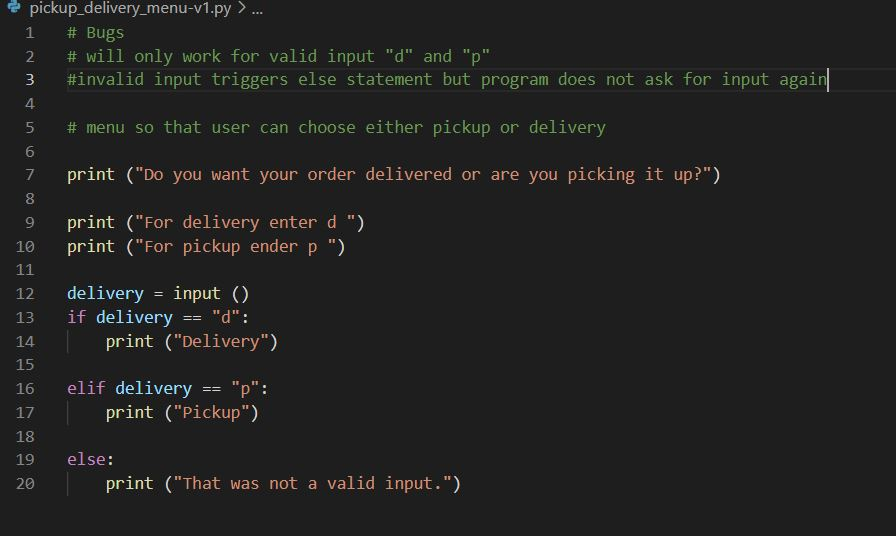 pickup_delivery_menu-v1.py > ...
1 # Bugs
2 # will only work for valid input "d" and "p"
3 #invalid input triggers else statement but program does not ask for input again
4
5 # menu so that user can choose either pickup or delivery
6
7 print ("Do you want your order delivered or are you picking it up?")
8
9 print ("For delivery enter d ")
10 print ("For pickup ender p ")
11
12 delivery = input ()
13 if delivery == "d":
14     print ("Delivery")
15
16 elif delivery == "p":
17     print ("Pickup")
18
19 else:
20     print ("That was not a valid input.")